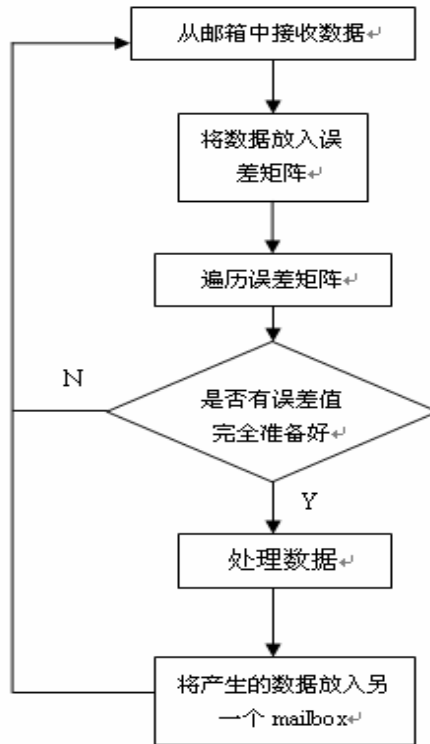 从邮箱中接收数据↵
将数据放入误
差矩阵↵
遍历误差矩阵↵
N
是否有误差值
完全准备好↵
Y
处理数据↵
将产生的数据放入另
一个 mailbox↵